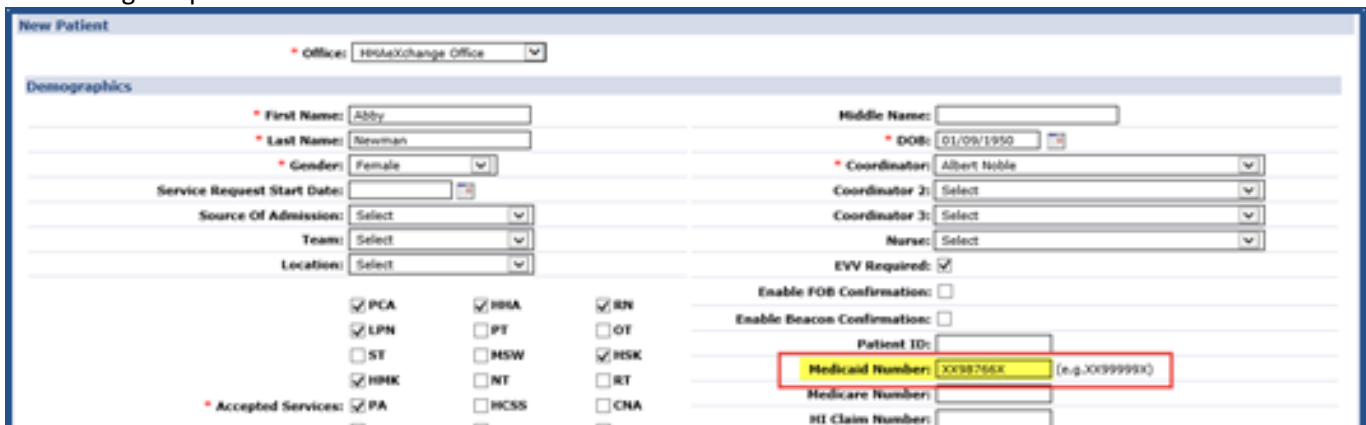 New Patient
* Office: HHAeXchange Office
Demographics
* First Name: Abby
Middle Name:
* Last Name: Newman
* DOB: 01/09/1950
* Gender: Female
* Coordinator: Albert Noble
Service Request Start Date:
Coordinator 2: Select
Source Of Admission: Select
Coordinator 3: Select
Team: Select
Nurse: Select
Location: Select
EVV Required:
Enable FOB Confirmation:
PCA HHA RN
Enable Beacon Confirmation:
LPN PT OT
Patient ID:
ST MSW HSK
Medicaid Number: XX98766X (e.g.XX99999X)
HMK NT RT
Medicare Number:
* Accepted Services: PA HCSS CNA
HI Claim Number: